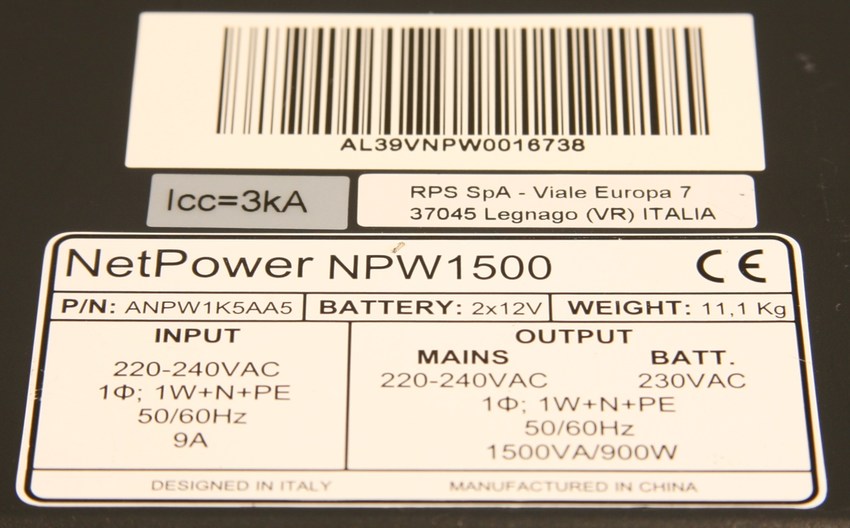 AL39VNPW0016738
Icc=3kA
RPS SpA - Viale Europa 7
37045 Legnago (VR) ITALIA
NetPower NPW1500 CE
P/N: ANPW1K5AA5 BATTERY: 2x12V WEIGHT: 11,1 Kg
INPUT
220-240VAC
1Φ; 1W+N+PE
50/60Hz
9A
OUTPUT
MAINS BATT.
220-240VAC 230VAC
1Φ; 1W+N+PE
50/60Hz
1500VA/900W
DESIGNED IN ITALY MANUFACTURED IN CHINA